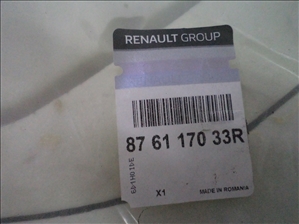 RENAULT GROUP
87 61 170 33R
X1
MADE IN ROMANIA